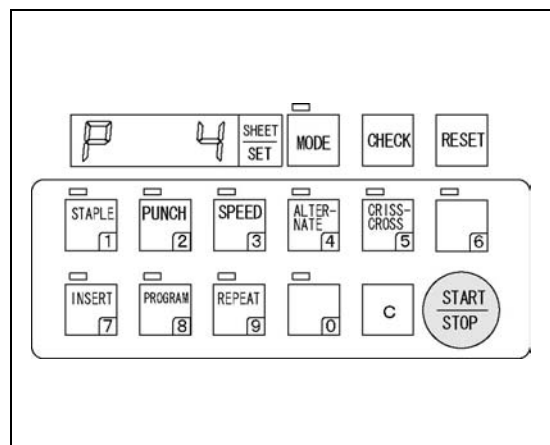 P 4 SHEET SET MODE CHECK RESET
STAPLE 1 PUNCH 2 SPEED 3 ALTER-NATE 4 CRISS-CROSS 5 6
INSERT 7 PROGRAM 8 REPEAT 9 0 C START STOP